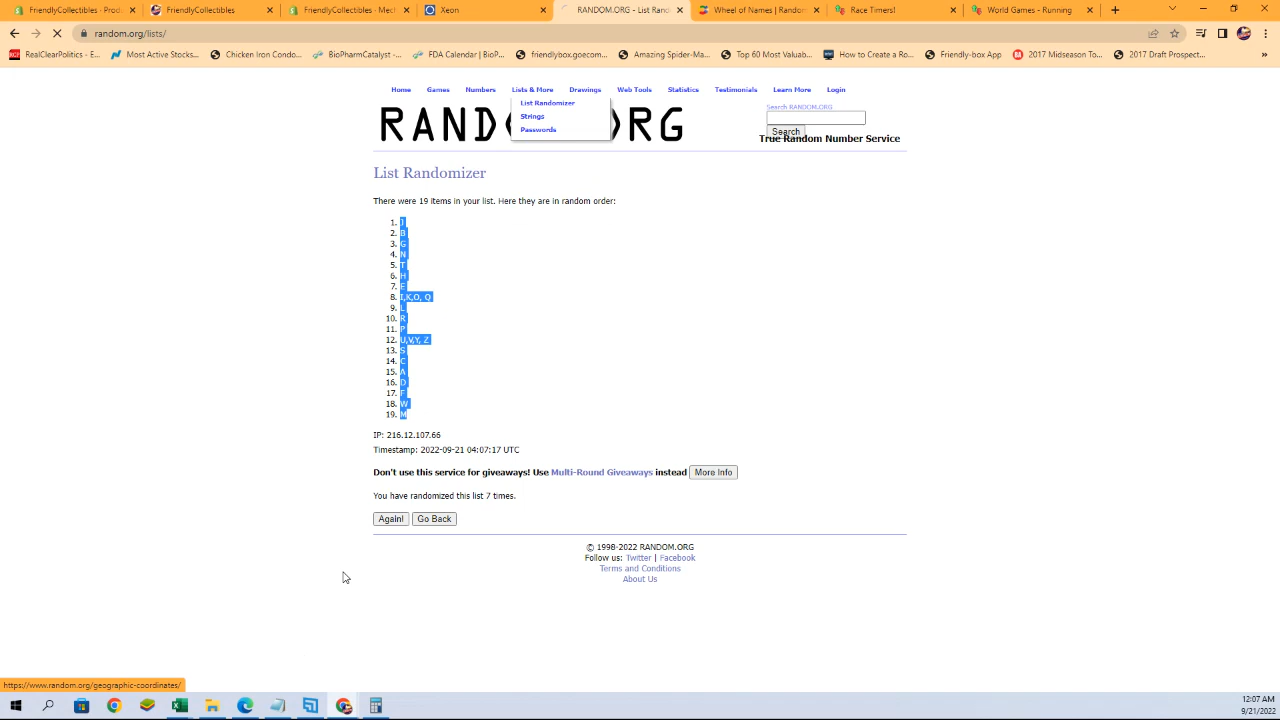 FriendlyCollectibles · Produ
FriendlyCollectibles
FriendlyCollectibles · Mech
Xeon
RANDOM.ORG - List Rand
Wheel of Names | Random
Race Timers!
World Games - Running
random.org/lists/
RealClearPolitics - E...
Most Active Stocks...
Chicken Iron Condo...
BioPharmCatalyst -...
FDA Calendar | BioP...
friendlybox.goecom...
Amazing Spider-Ma...
Top 60 Most Valuab...
How to Create a Ro...
Friendly-box App
2017 Midseason To...
2017 Draft Prospect...
»
Home Games Numbers Lists & More Drawings Web Tools Statistics Testimonials Learn More Login
List Randomizer
Strings
Passwords
RANDOM.ORG
Search RANDOM.ORG
Search
True Random Number Service
List Randomizer
There were 19 items in your list. Here they are in random order:
1. J
2. B
3. G
4. N
5. T
6. H
7. E
8. I,K,O, Q
9. L
10. R
11. P
12. U,V,Y, Z
13. S
14. C
15. A
16. D
17. F
18. W
19. M
IP: 216.12.107.66
Timestamp: 2022-09-21 04:07:17 UTC
Don't use this service for giveaways! Use Multi-Round Giveaways instead More Info
You have randomized this list 7 times.
Again! Go Back
© 1998-2022 RANDOM.ORG
Follow us: Twitter | Facebook
Terms and Conditions
About Us
https://www.random.org/geographic-coordinates/
12:07 AM
9/21/2022